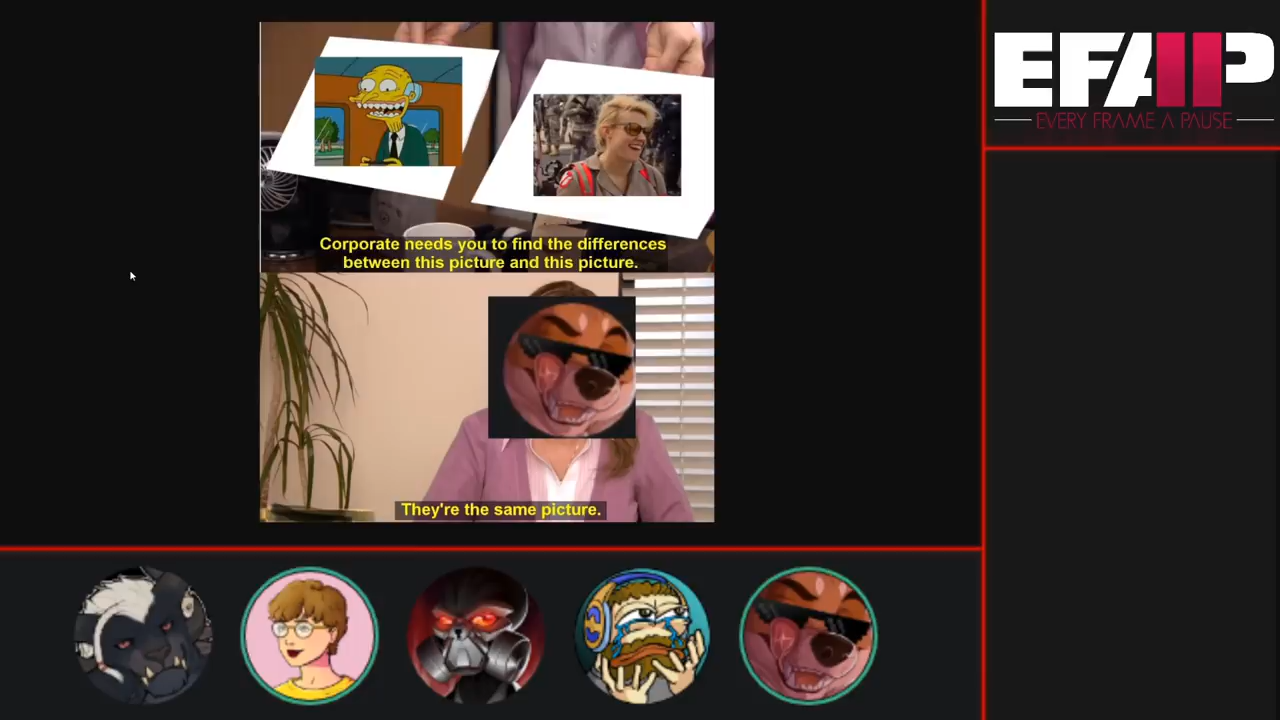 EFAP
EVERY FRAME A PAUSE
Corporate needs you to find the differences
between this picture and this picture.
They're the same picture.